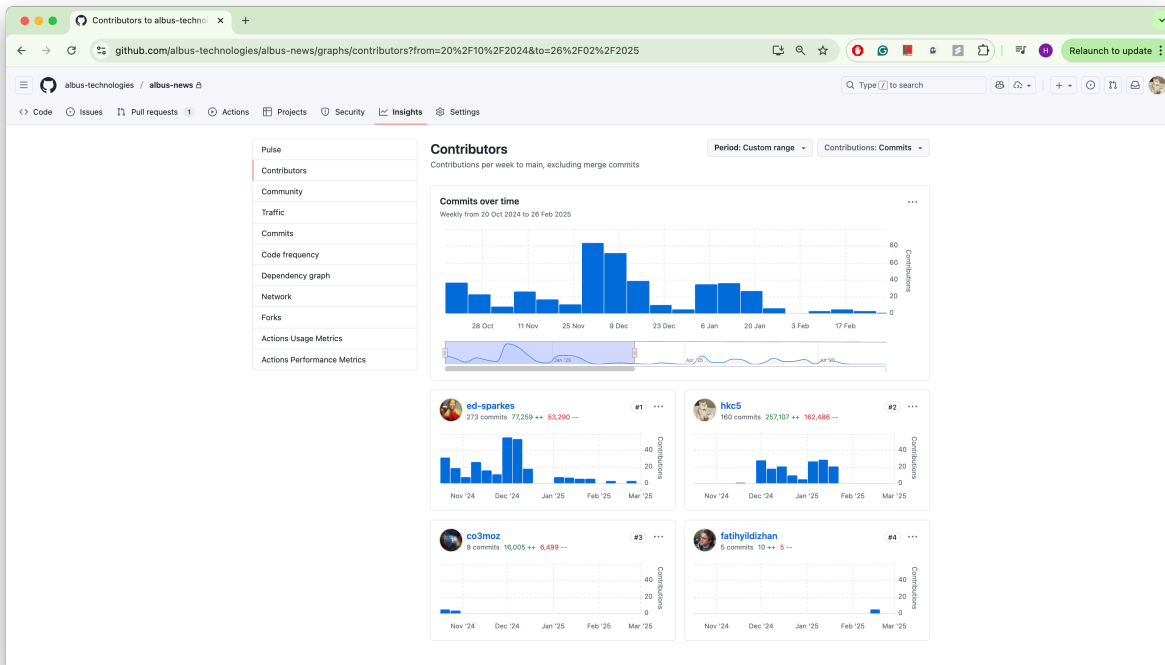 Contributors to albus-technol
github.com/albus-technologies/albus-news/graphs/contributors?from=20%2F10%2F2024&to=26%2F02%2F2025
H
Relaunch to update
albus-technologies / albus-news
Type / to search
Code Issues Pull requests 1 Actions Projects Security Insights Settings
Pulse
Contributors
Community
Traffic
Commits
Code frequency
Dependency graph
Network
Forks
Actions Usage Metrics
Actions Performance Metrics
Contributors
Contributions per week to main, excluding merge commits
Period: Custom range
Contributions: Commits
Commits over time
Weekly from 20 Oct 2024 to 26 Feb 2025
80
60
40
20
0
Contributions
28 Oct 11 Nov 25 Nov 9 Dec 23 Dec 6 Jan 20 Jan 3 Feb 17 Feb
Jan '25 Apr '25 Jul '25
ed-sparkes #1
273 commits 77,259 ++ 53,290 --
40
20
0
Contributions
Nov '24 Dec '24 Jan '25 Feb '25 Mar '25
hkc5 #2
160 commits 257,107 ++ 162,486 --
40
20
0
Contributions
Nov '24 Dec '24 Jan '25 Feb '25 Mar '25
co3moz #3
9 commits 16,005 ++ 6,499 --
40
20
0
Contributions
Nov '24 Dec '24 Jan '25 Feb '25 Mar '25
fatihyildizhan #4
5 commits 10 ++ 5 --
40
20
0
Contributions
Nov '24 Dec '24 Jan '25 Feb '25 Mar '25